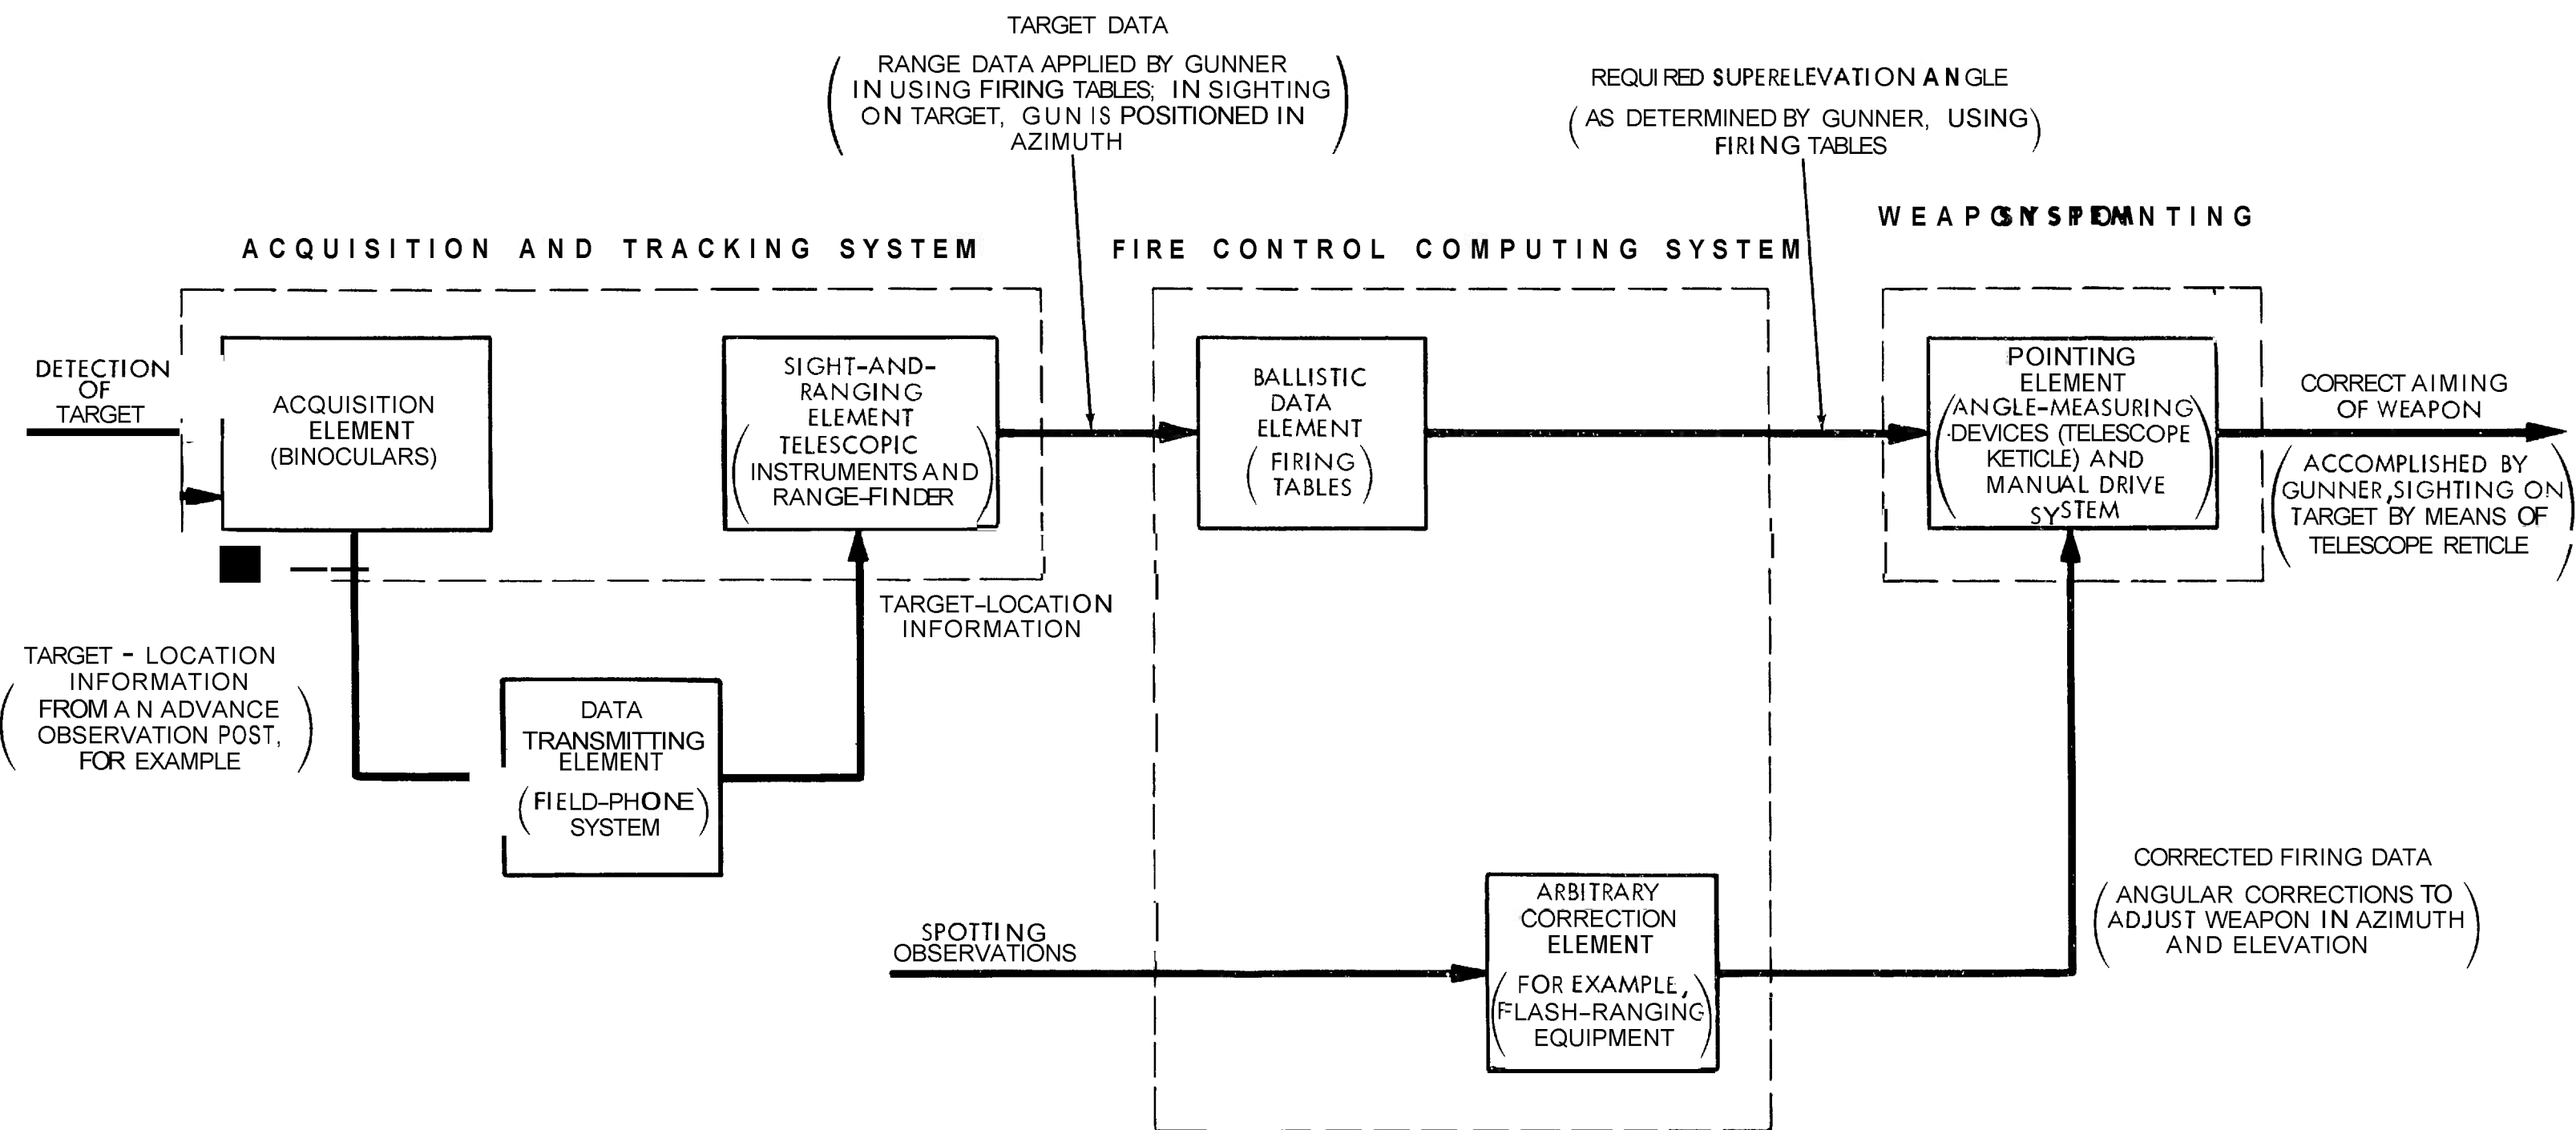 TARGET DATA
RANGE DATA APPLIED BY GUNNER
IN USING FIRING TABLES; IN SIGHTING
ON TARGET, GUN IS POSITIONED IN
AZIMUTH
REQUIRED SUPERELEVATION ANGLE
AS DETERMINED BY GUNNER, USING
FIRING TABLES
ACQUISITION AND TRACKING SYSTEM
FIRE CONTROL COMPUTING SYSTEM
WEAPON POINTING
SYSTEM
DETECTION
OF
TARGET
ACQUISITION
ELEMENT
(BINOCULARS)
SIGHT-AND-
RANGING
ELEMENT
TELESCOPIC
INSTRUMENTS AND
RANGE-FINDER
BALLISTIC
DATA
ELEMENT
FIRING
TABLES
POINTING
ELEMENT
ANGLE-MEASURING
DEVICES (TELESCOPE
KETICLE) AND
MANUAL DRIVE
SYSTEM
CORRECT AIMING
OF WEAPON
ACCOMPLISHED BY
GUNNER, SIGHTING ON
TARGET BY MEANS OF
TELESCOPE RETICLE
TARGET-LOCATION
INFORMATION
TARGET - LOCATION
INFORMATION
FROM AN ADVANCE
OBSERVATION POST,
FOR EXAMPLE
DATA
TRANSMITTING
ELEMENT
(FIELD-PHONE
SYSTEM)
SPOTTING
OBSERVATIONS
ARBITRARY
CORRECTION
ELEMENT
FOR EXAMPLE,
FLASH-RANGING
EQUIPMENT
CORRECTED FIRING DATA
ANGULAR CORRECTIONS TO
ADJUST WEAPON IN AZIMUTH
AND ELEVATION